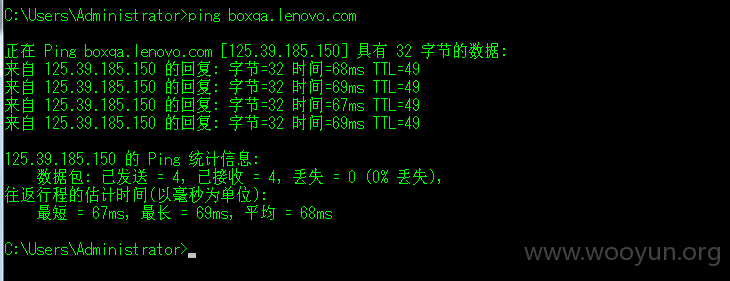 C:\Users\Administrator>ping boxqa.lenovo.com
正在 Ping boxqa.lenovo.com [125.39.185.150] 具有 32 字节的数据:
来自 125.39.185.150 的回复: 字节=32 时间=68ms TTL=49
来自 125.39.185.150 的回复: 字节=32 时间=69ms TTL=49
来自 125.39.185.150 的回复: 字节=32 时间=67ms TTL=49
来自 125.39.185.150 的回复: 字节=32 时间=69ms TTL=49
125.39.185.150 的 Ping 统计信息:
数据包: 已发送 = 4, 已接收 = 4, 丢失 = 0 (0% 丢失),
往返行程的估计时间(以毫秒为单位):
最短 = 67ms, 最长 = 69ms, 平均 = 68ms
C:\Users\Administrator>
www.wooyun.org